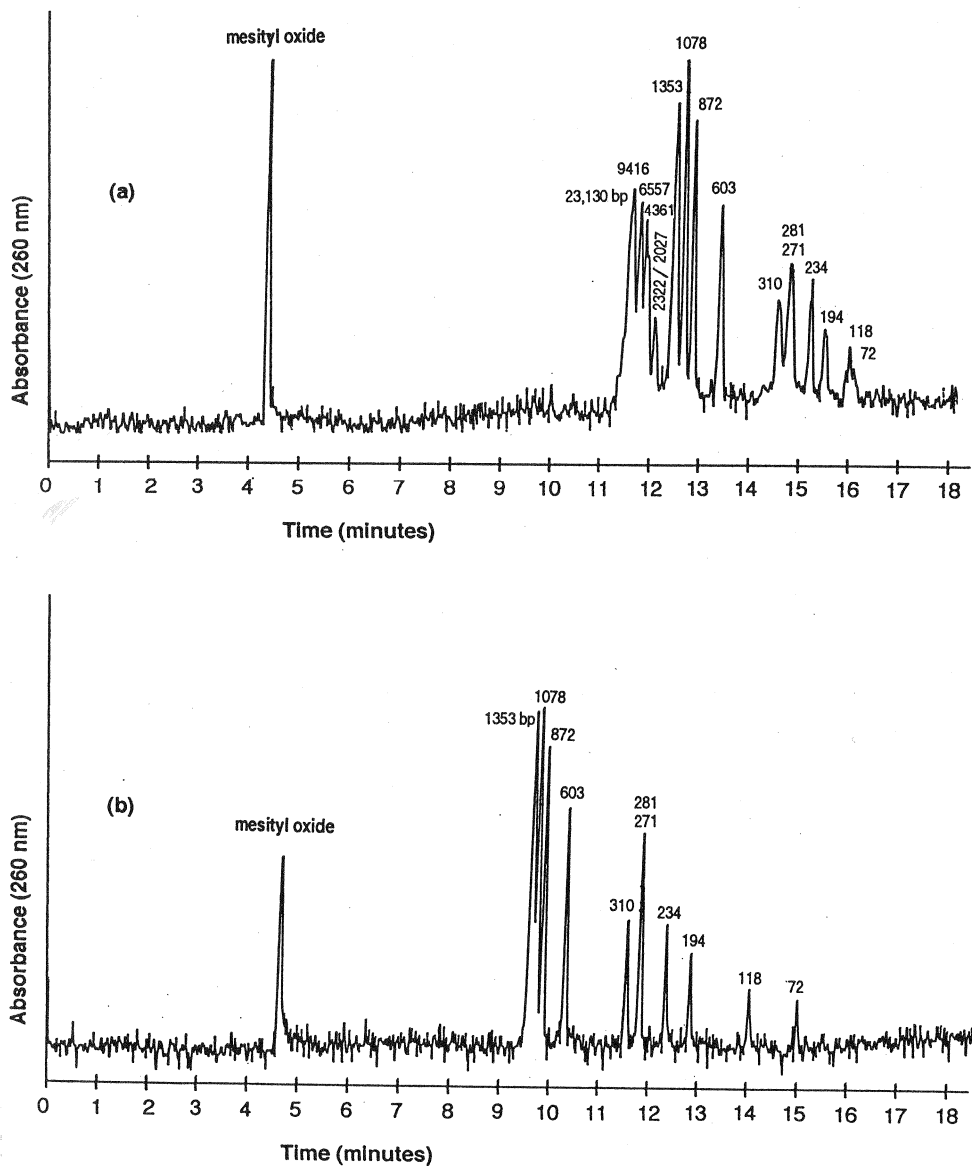 mesityl oxide
1078
1353
872
(a)
9416
23,130 bp
6557
4361
2322 / 2027
603
281
271
310
234
194
118
72
Absorbance (260 nm)
0 1 2 3 4 5 6 7 8 9 10 11 12 13 14 15 16 17 18
Time (minutes)
1078
1353 bp
872
(b)
603
281
271
mesityl oxide
310
234
194
118
72
Absorbance (260 nm)
0 1 2 3 4 5 6 7 8 9 10 11 12 13 14 15 16 17 18
Time (minutes)